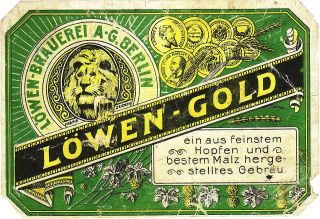 LÖWEN-BRAUEREI A-G. BERLIN
LÖWEN-GOLD
ein aus feinstem
Hopfen und
bestem Malz herge-
stelltes Gebräu